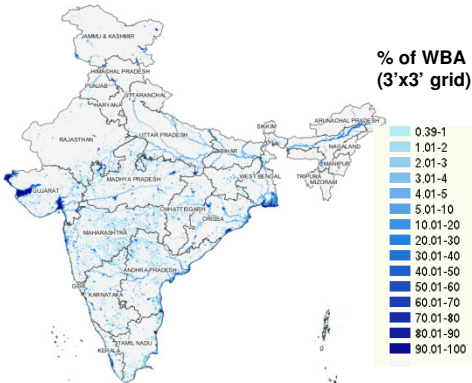 % of WBA
(3'x3' grid)
JAMMU & KASHMIR
HIMACHAL PRADESH
PUNJAB
UTTARANCHAL
HARYANA
RAJASTHAN
UTTAR PRADESH
SIKKIM
ARUNACHAL PRADESH
NAGALAND
MANIPUR
TRIPURA
MIZORAM
BIHAR
WEST BENGAL
GUJARAT
MADHYA PRADESH
CHHATTISGARH
ORISSA
MAHARASHTRA
ANDHRA PRADESH
GOA
KARNATAKA
TAMIL NADU
KERALA
0.39-1
1.01-2
2.01-3
3.01-4
4.01-5
5.01-10
10.01-20
20.01-30
30.01-40
40.01-50
50.01-60
60.01-70
70.01-80
80.01-90
90.01-100